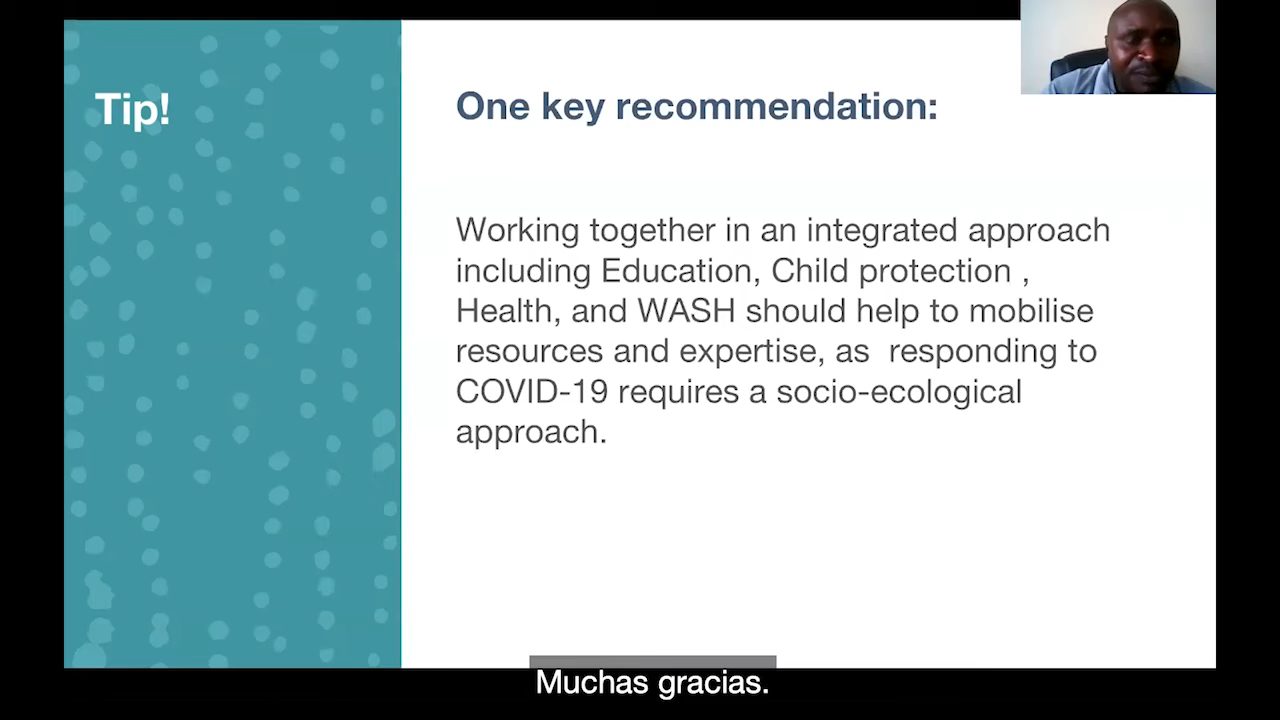 Tip!
One key recommendation:
Working together in an integrated approach
including Education, Child protection ,
Health, and WASH should help to mobilise
resources and expertise, as  responding to
COVID-19 requires a socio-ecological
approach.
Muchas gracias.